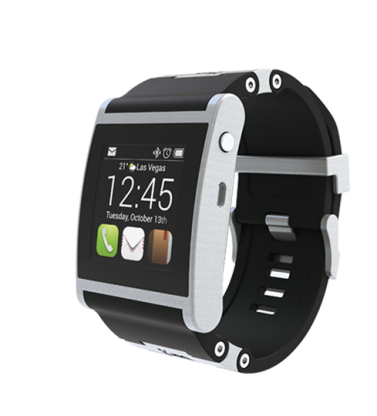 21° Las Vegas
12:45
Tuesday, October 13th